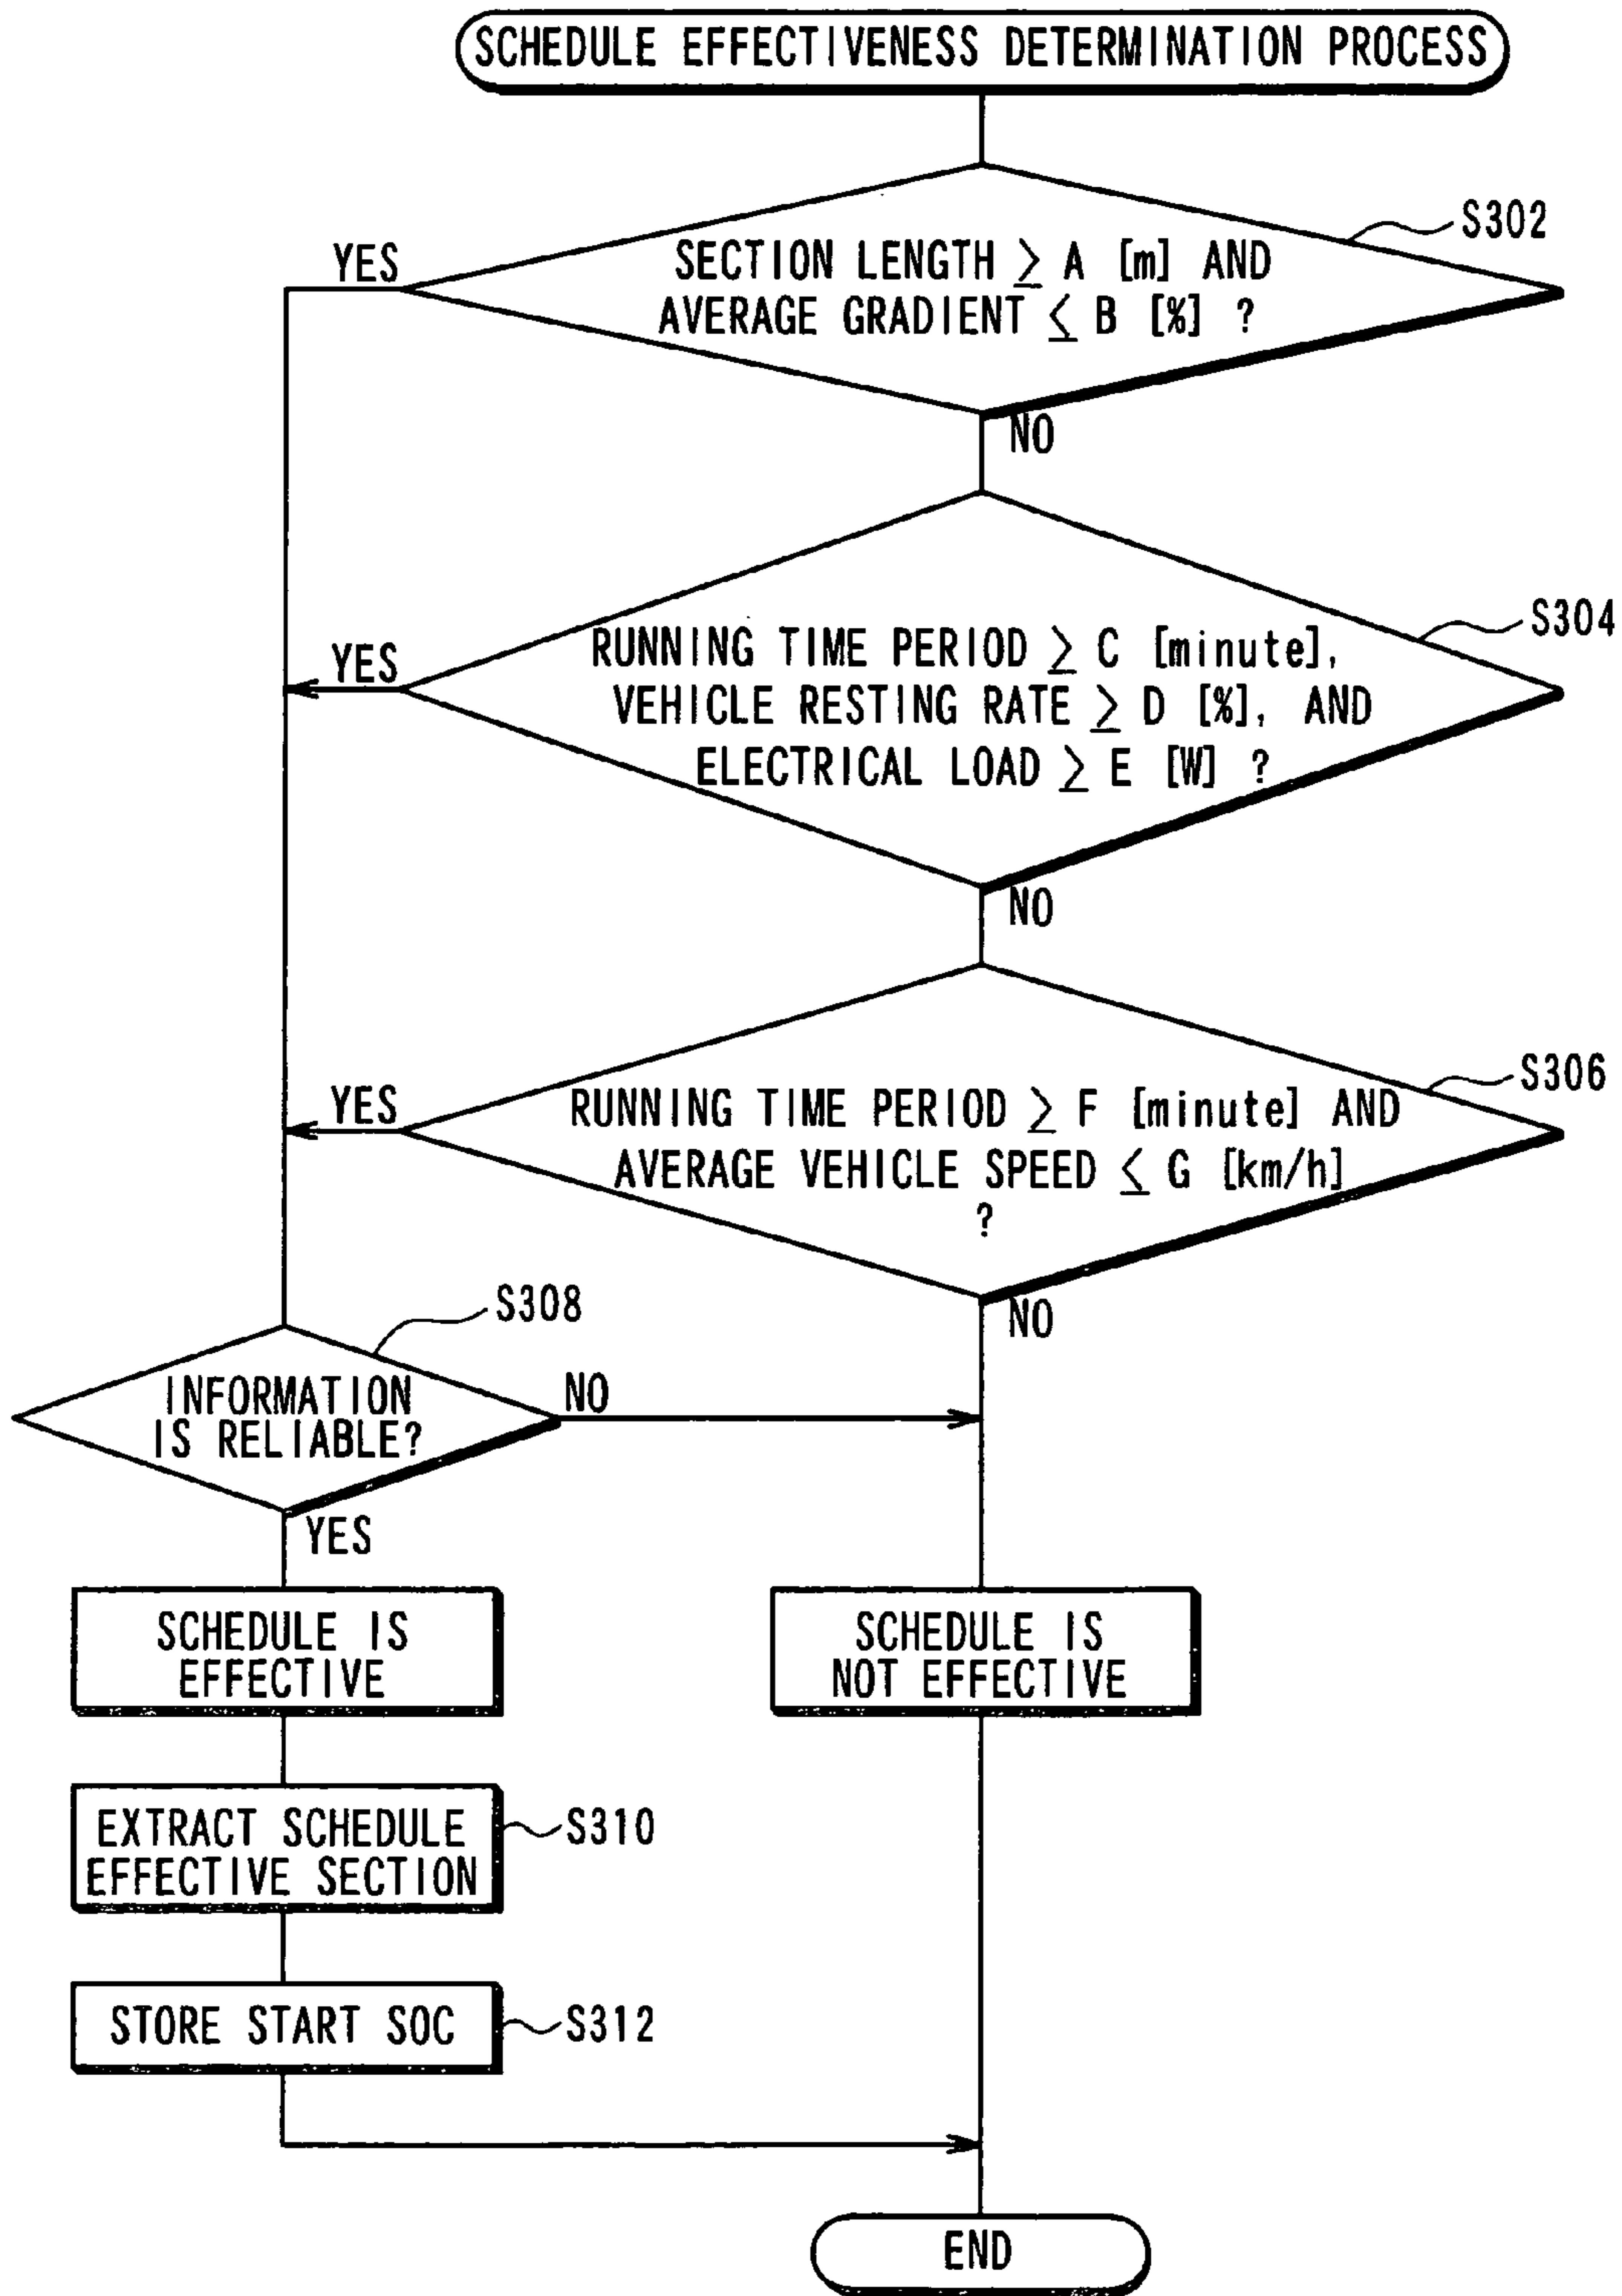 SCHEDULE EFFECTIVENESS DETERMINATION PROCESS
S302
YES
SECTION LENGTH ≥ A [m] AND
AVERAGE GRADIENT ≤ B [%] ?
NO
S304
YES
RUNNING TIME PERIOD ≥ C [minute],
VEHICLE RESTING RATE ≥ D [%], AND
ELECTRICAL LOAD ≥ E [W] ?
NO
S306
YES
RUNNING TIME PERIOD ≥ F [minute] AND
AVERAGE VEHICLE SPEED ≤ G [km/h]
?
NO
S308
INFORMATION
IS RELIABLE?
NO
YES
SCHEDULE IS
EFFECTIVE
SCHEDULE IS
NOT EFFECTIVE
EXTRACT SCHEDULE
EFFECTIVE SECTION
S310
STORE START SOC
S312
END